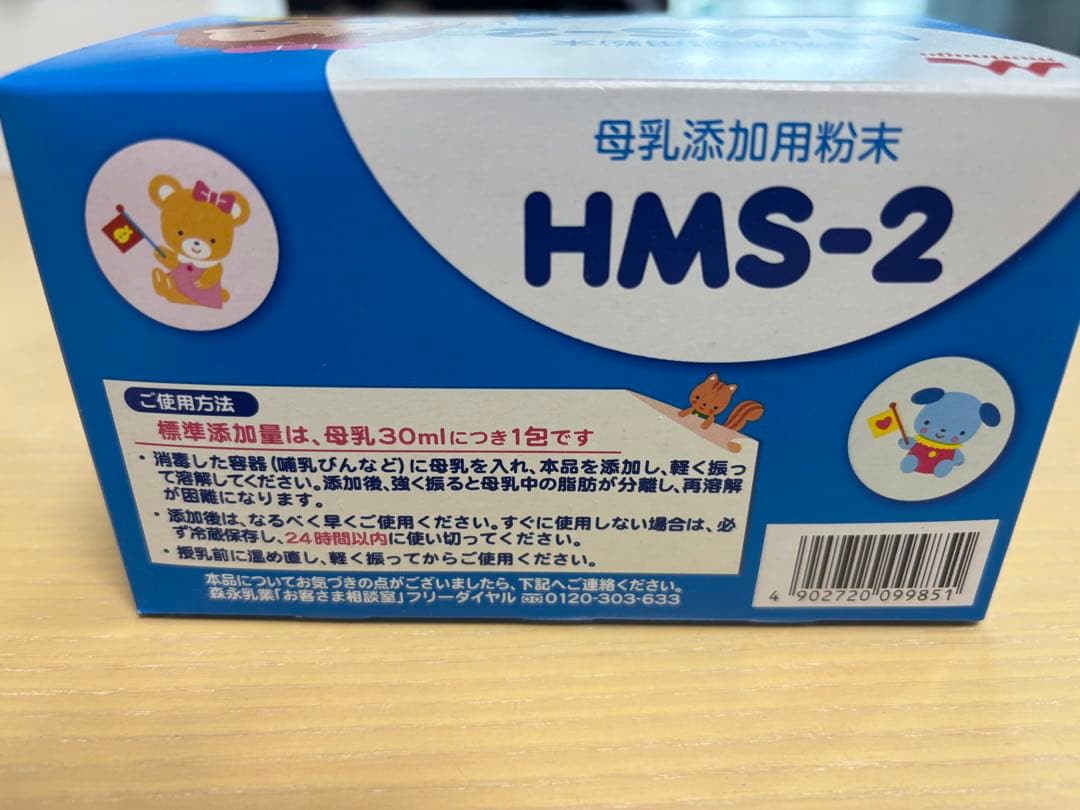 母乳添加用粉末
HMS-2
ご使用方法
標準添加量は、母乳30mlにつき1包です
・消毒した容器(哺乳びんなど)に母乳を入れ、本品を添加し、軽く振っ
て溶解してください。添加後、強く振ると母乳中の脂肪が分離し、再溶解
が困難になります。
・添加後は、なるべく早くご使用ください。すぐに使用しない場合は、必
ず冷蔵保存し、24時間以内に使い切ってください。
・授乳前に温め直し、軽く振ってからご使用ください。
本品についてお気づきの点がございましたら、下記へご連絡ください。
森永乳業「お客さま相談室」フリーダイヤル 0120-303-633
4 902720 099851